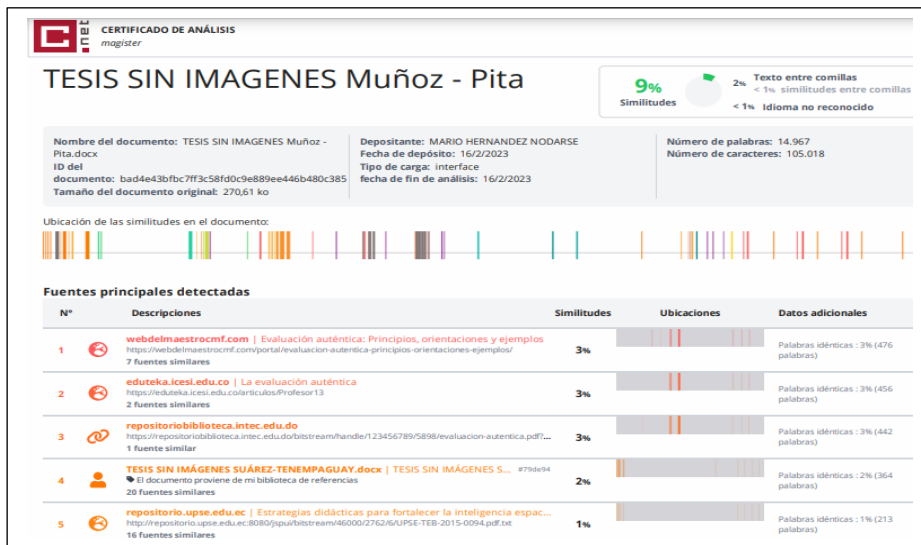 net
CERTIFICADO DE ANÁLISIS
magister
TESIS SIN IMAGENES Muñoz - Pita
9%
Similitudes
2% Texto entre comillas
< 1% similitudes entre comillas
< 1% Idioma no reconocido
Nombre del documento: TESIS SIN IMAGENES Muñoz -
Pita.docx
ID del
documento: bad4e43bfbc7ff3c58fd0c9e889ee446b480c385
Tamaño del documento original: 270,61 ko
Depositante: MARIO HERNANDEZ NODARSE
Fecha de depósito: 16/2/2023
Tipo de carga: interface
fecha de fin de análisis: 16/2/2023
Número de palabras: 14.967
Número de caracteres: 105.018
Ubicación de las similitudes en el documento:
Fuentes principales detectadas
N° Descripciones Similitudes Ubicaciones Datos adicionales
1 webdelmaestrocmf.com | Evaluación auténtica: Principios, orientaciones y ejemplos
https://webdelmaestrocmf.com/portal/evaluacion-autentica-principios-orientaciones-ejemplos/
7 fuentes similares
3%
Palabras idénticas : 3% (476
palabras)
2 eduteka.icesi.edu.co | La evaluación auténtica
https://eduteka.icesi.edu.co/articulos/Profesor13
2 fuentes similares
3%
Palabras idénticas : 3% (456
palabras)
3 repositoriobiblioteca.intec.edu.do
https://repositoriobiblioteca.intec.edu.do/bitstream/handle/123456789/5898/evaluacion-autentica.pdf?...
1 fuente similar
3%
Palabras idénticas : 3% (442
palabras)
4 TESIS SIN IMÁGENES SUÁREZ-TENEMPAGUAY.docx | TESIS SIN IMÁGENES S... #79de94
El documento proviene de mi biblioteca de referencias
20 fuentes similares
2%
Palabras idénticas : 2% (364
palabras)
5 repositorio.upse.edu.ec | Estrategias didácticas para fortalecer la inteligencia espac...
http://repositorio.upse.edu.ec:8080/jspui/bitstream/46000/2762/6/UPSE-TEB-2015-0094.pdf.txt
16 fuentes similares
1%
Palabras idénticas : 1% (213
palabras)